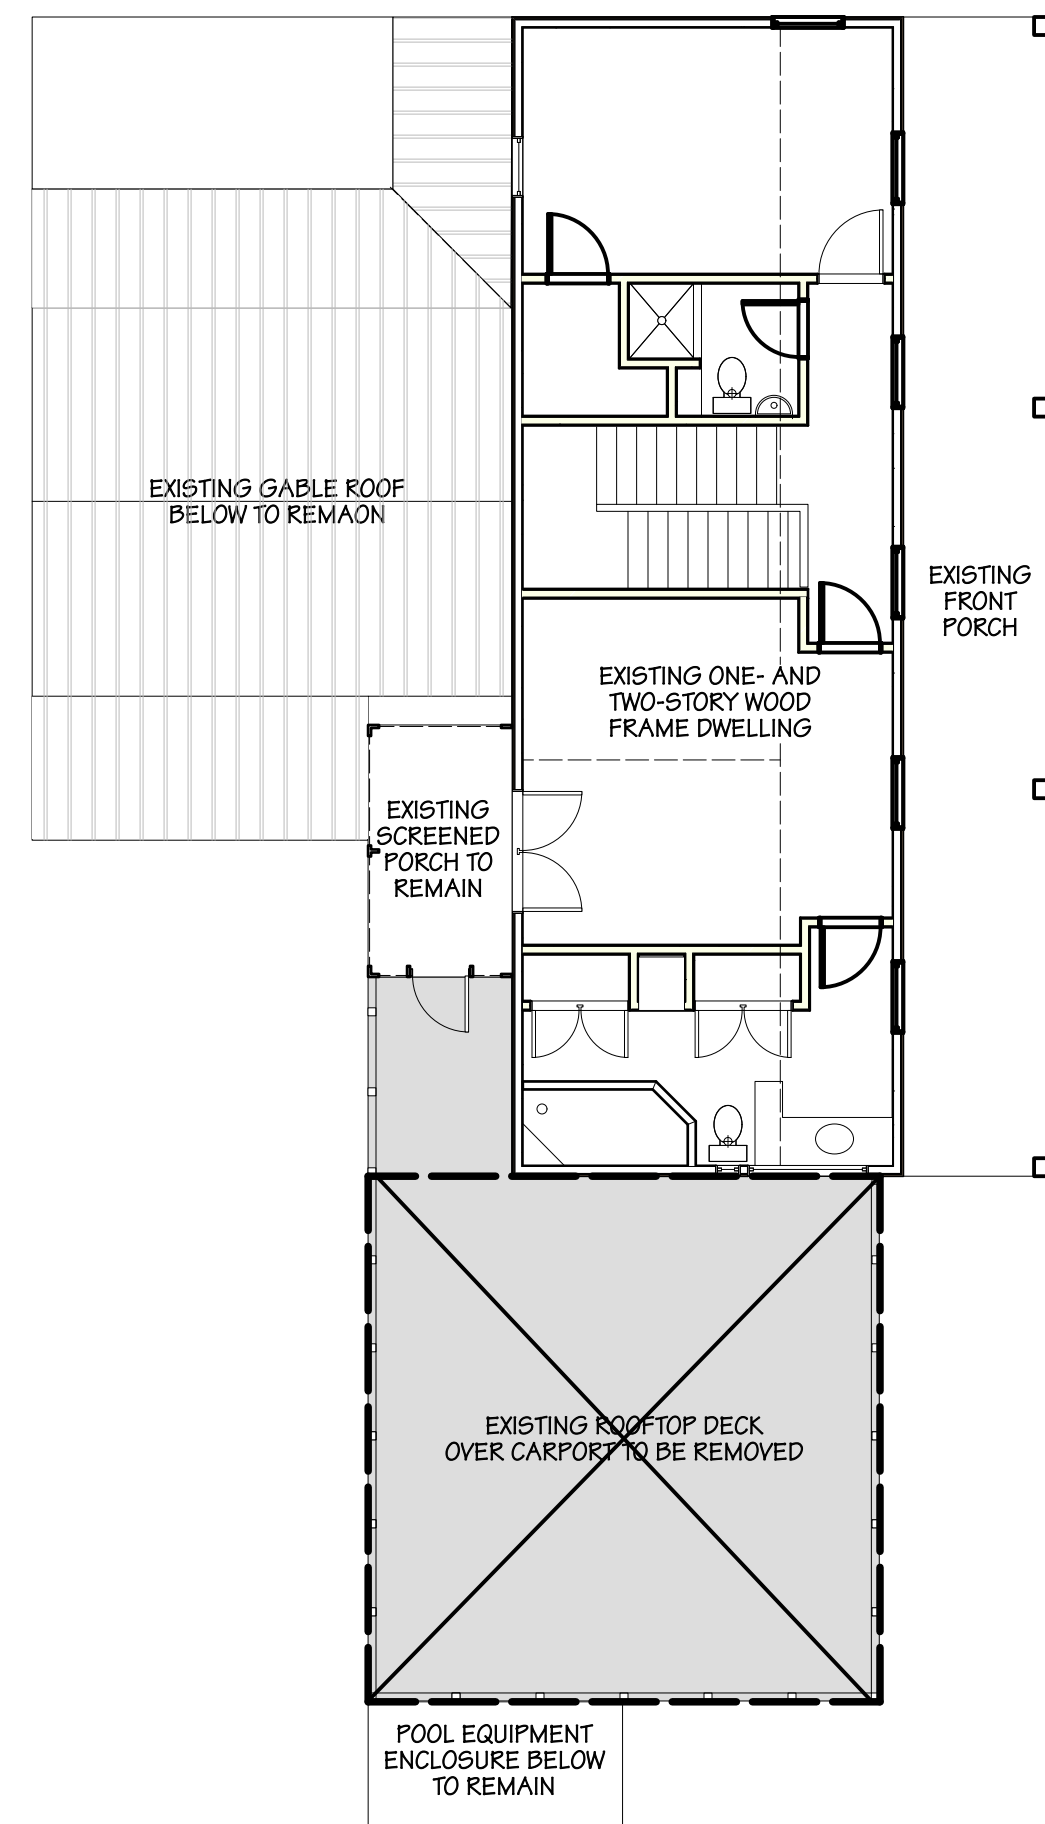 EXISTING GABLE ROOF
BELOW TO REMAON
EXISTING
FRONT
PORCH
EXISTING ONE- AND
TWO-STORY WOOD
FRAME DWELLING
EXISTING
SCREENED
PORCH TO
REMAIN
EXISTING ROOFTOP DECK
OVER CARPORT TO BE REMOVED
POOL EQUIPMENT
ENCLOSURE BELOW
TO REMAIN